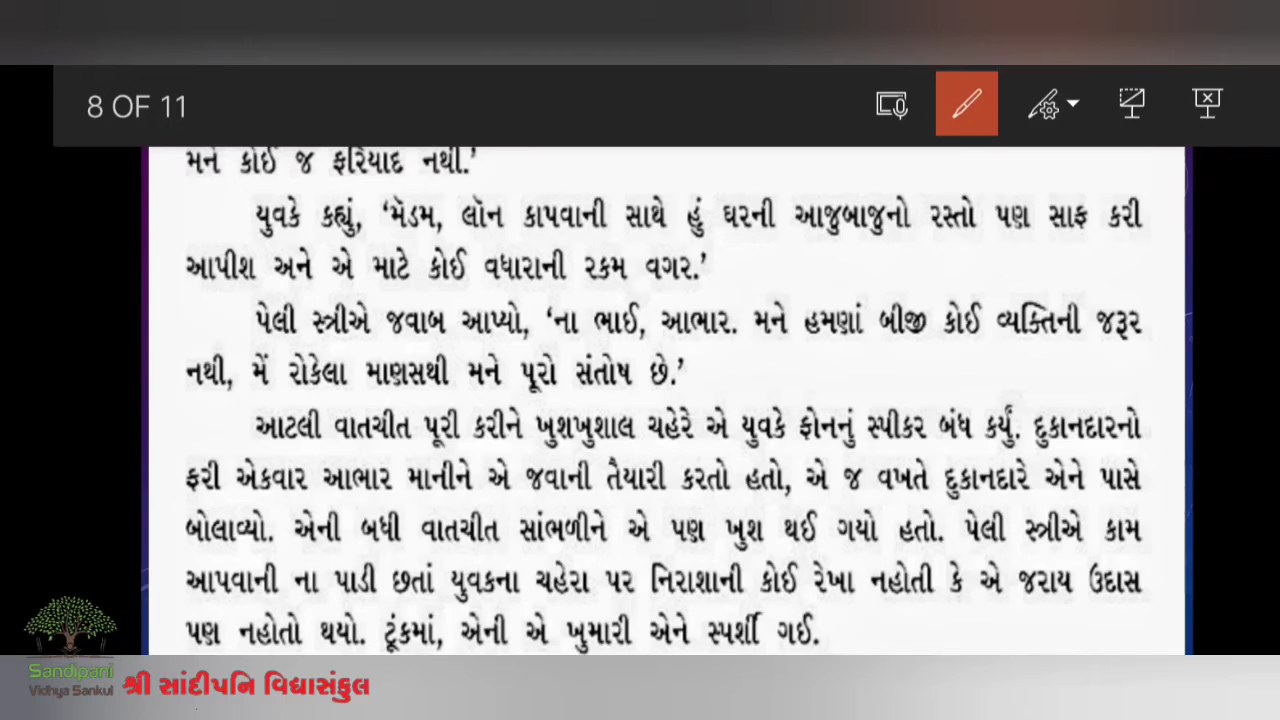 8 OF 11
મને કોઈ જ ફરિયાદ નથી.’
યુવકે કહ્યું, ‘મૅડમ, લૉન કાપવાની સાથે હું ઘરની આજુબાજુનો રસ્તો પણ સાફ કરી
આપીશ અને એ માટે કોઈ વધારાની રકમ વગર.’
પેલી સ્ત્રીએ જવાબ આપ્યો, ‘ના ભાઈ, આભાર. મને હમણાં બીજી કોઈ વ્યક્તિની જરૂર
નથી, મેં રોકેલા માણસથી મને પૂરો સંતોષ છે.’
આટલી વાતચીત પૂરી કરીને ખુશખુશાલ ચહેરે એ યુવકે ફોનનું સ્પીકર બંધ કર્યું. દુકાનદારનો
ફરી એકવાર આભાર માનીને એ જવાની તૈયારી કરતો હતો, એ જ વખતે દુકાનદારે એને પાસે
બોલાવ્યો. એની બધી વાતચીત સાંભળીને એ પણ ખુશ થઈ ગયો હતો. પેલી સ્ત્રીએ કામ
આપવાની ના પાડી છતાં યુવકના ચહેરા પર નિરાશાની કોઈ રેખા નહોતી કે એ જરાય ઉદાસ
પણ નહોતો થયો. ટૂંકમાં, એની એ ખુમારી એને સ્પર્શી ગઈ.
Sandipani
Vidhya Sankul
શ્રી સાંદીપનિ વિદ્યાસંકુલ